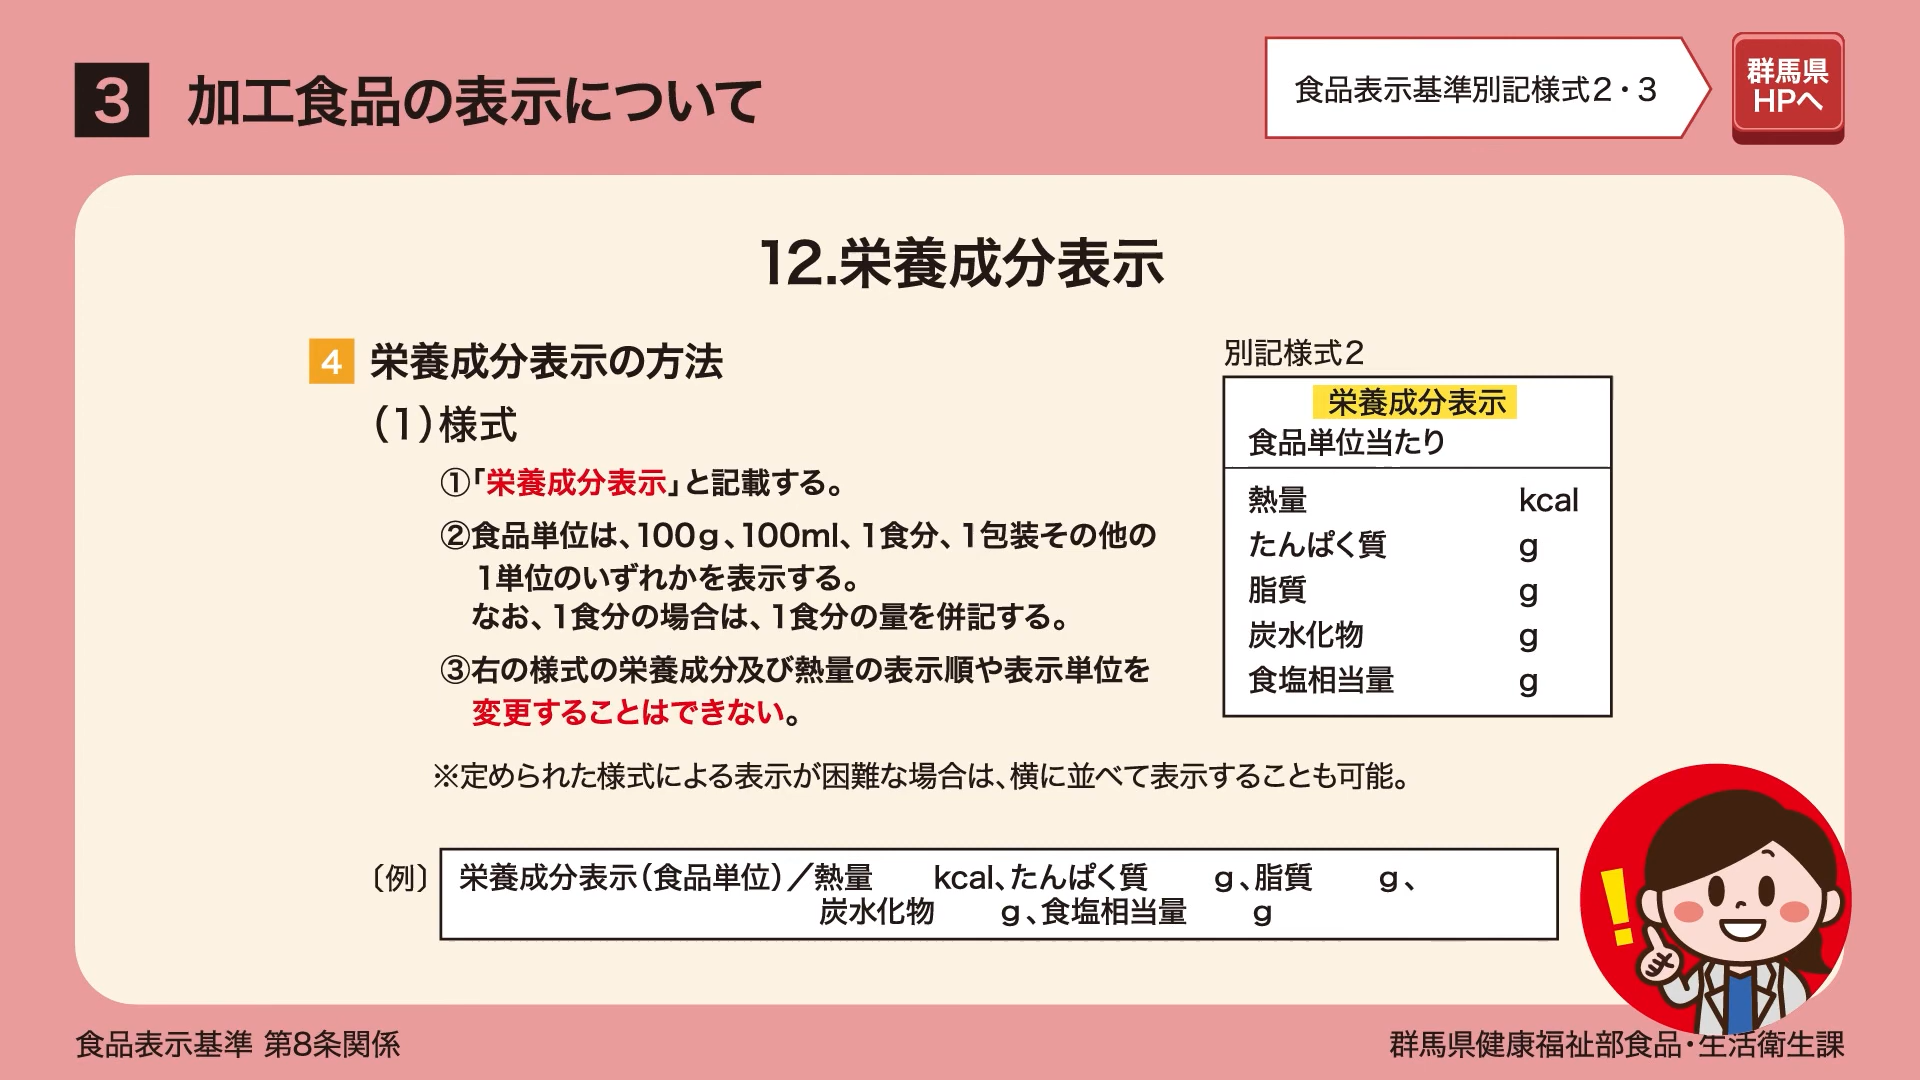 3 加工食品の表示について
食品表示基準別記様式2・3
群馬県
HPへ
12.栄養成分表示
4 栄養成分表示の方法
(1)様式
①「栄養成分表示」と記載する。
②食品単位は、100g、100ml、1食分、1包装その他の
1単位のいずれかを表示する。
なお、1食分の場合は、1食分の量を併記する。
③右の様式の栄養成分及び熱量の表示順や表示単位を
変更することはできない。
別記様式2
栄養成分表示
食品単位当たり
熱量 kcal
たんぱく質 g
脂質 g
炭水化物 g
食塩相当量 g
※定められた様式による表示が困難な場合は、横に並べて表示することも可能。
〔例〕 栄養成分表示(食品単位)/熱量 kcal、たんぱく質 g、脂質 g、
炭水化物 g、食塩相当量 g
!
食品表示基準 第8条関係
群馬県健康福祉部食品・生活衛生課